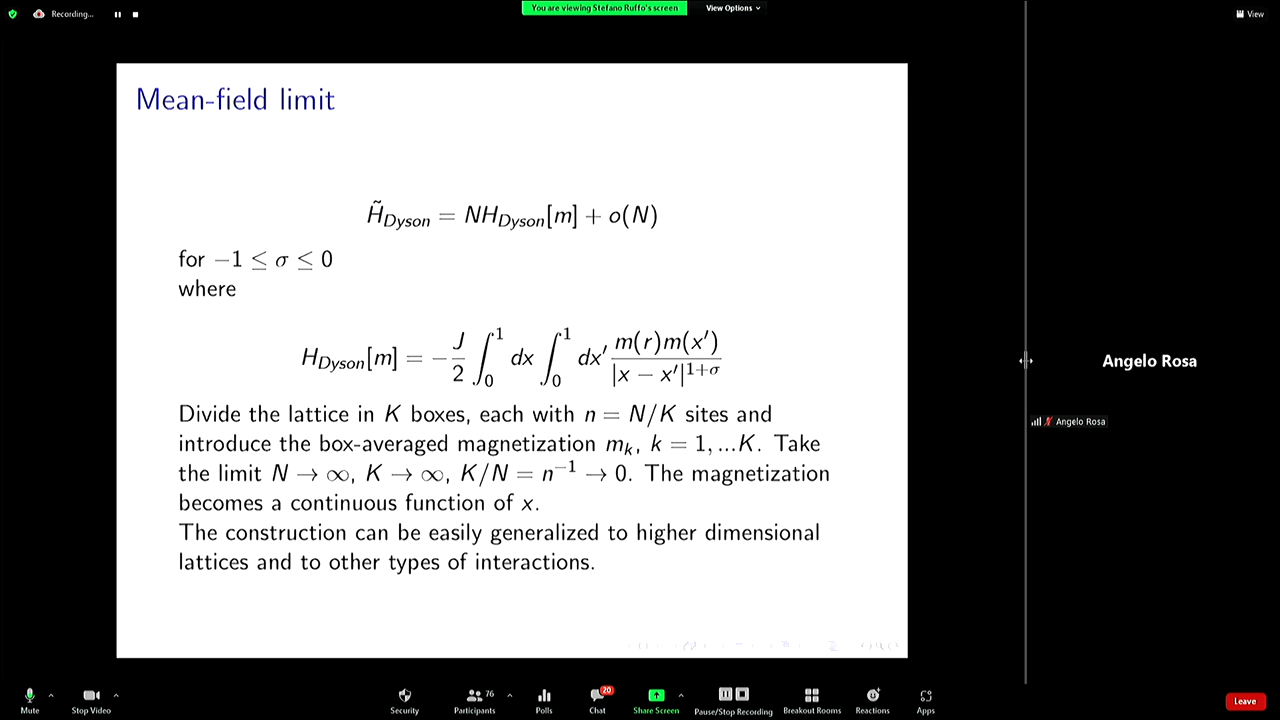 Recording...
You are viewing Stefano Ruffo's screen
View Options
View
Mean-field limit
H̃_Dyson = NH_Dyson[m] + o(N)
for −1 ≤ σ ≤ 0
where
H_Dyson[m] = −J/2 ∫_0^1 dx ∫_0^1 dx′ m(r)m(x′)/|x − x′|^{1+σ}
Divide the lattice in K boxes, each with n = N/K sites and
introduce the box-averaged magnetization m_k, k = 1, ...K. Take
the limit N → ∞, K → ∞, K/N = n^{−1} → 0. The magnetization
becomes a continuous function of x.
The construction can be easily generalized to higher dimensional
lattices and to other types of interactions.
Angelo Rosa
Angelo Rosa
Mute
Stop Video
Security
Participants
76
Polls
Chat
20
Share Screen
Pause/Stop Recording
Breakout Rooms
Reactions
Apps
Leave